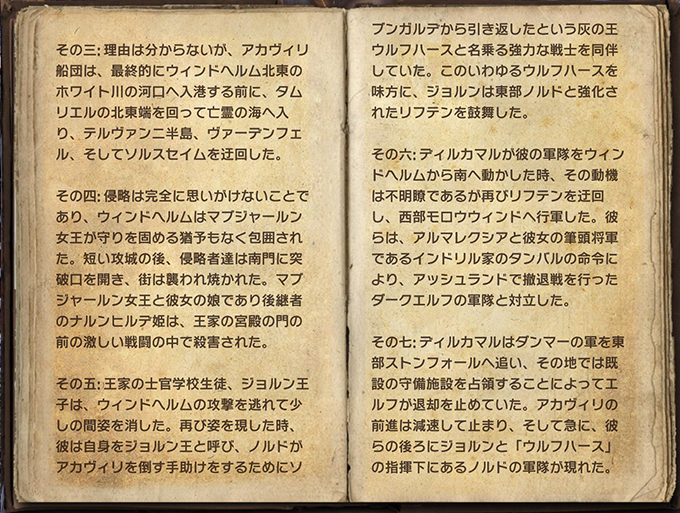 その三: 理由は分からないが、アカヴィリ
船団は、最終的にウィンドヘルム北東の
ホワイト川の河口へ入港する前に、タム
リエルの北東端を回って亡霊の海へ入
り、テルヴァンニ半島、ヴァーデンフェ
ル、そしてソルスセイムを迂回した。
その四: 侵略は完全に思いがけないことで
あり、ウィンドヘルムはマブジャールン
女王が守りを固める猶予もなく包囲され
た。短い攻城の後、侵略者達は南門に突
破口を開き、街は襲われ焼かれた。マブ
ジャールン女王と彼女の娘であり後継者
のナルンヒルデ姫は、王家の宮殿の門の
前の激しい戦闘の中で殺害された。
その五: 王家の士官学校生徒、ジョルン王
子は、ウィンドヘルムの攻撃を逃れて少
しの間姿を消した。再び姿を現した時、
彼は自身をジョルン王と呼び、ノルドが
アカヴィリを倒す手助けをするためにソ
ブンガルデから引き返したという灰の王
ウルフハースと名乗る強力な戦士を同伴
していた。このいわゆるウルフハースを
味方に、ジョルンは東部ノルドと強化さ
れたリフテンを鼓舞した。
その六: ディルカマルが彼の軍隊をウィン
ドヘルムから南へ動かした時、その動機
は不明瞭であるが再びリフテンを迂回
し、西部モロウウィンドへ行軍した。彼
らは、アルマレクシアと彼女の筆頭将軍
であるインドリル家のタンバルの命令に
より、アッシュランドで撤退戦を行った
ダークエルフの軍隊と対立した。
その七: ディルカマルはダンマーの軍を東
部ストンフォールへ追い、その地では既
設の守備施設を占領することによってエ
ルフが退却を止めていた。アカヴィリの
前進は減速して止まり、そして急に、彼
らの後ろにジョルンと「ウルフハース」
の指揮下にあるノルドの軍隊が現れた。